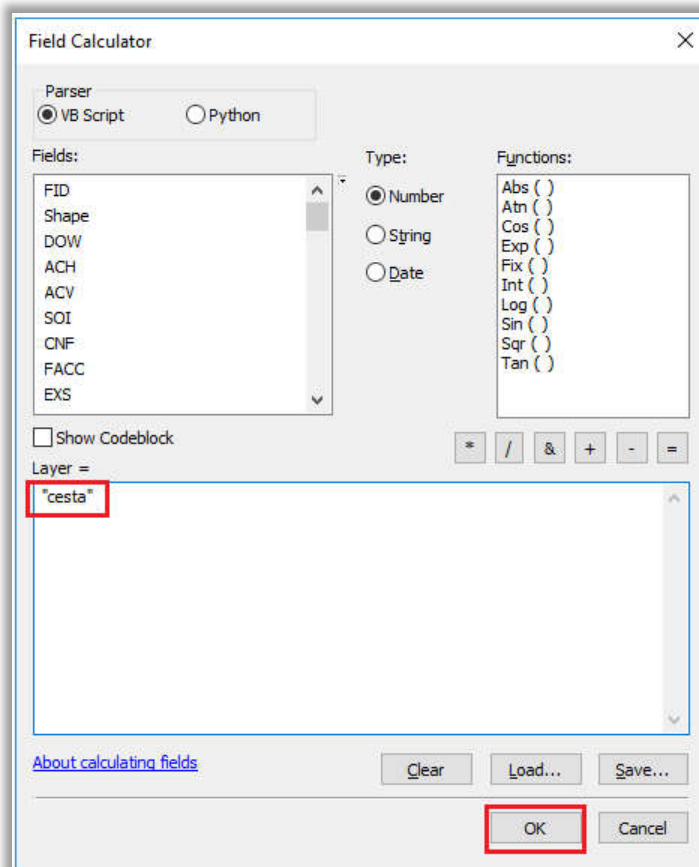 Field Calculator
Parser
VB Script Python
Fields: Type: Functions:
FID
Shape
DOW
ACH
ACV
SOI
CNF
FACC
EXS
Number
String
Date
Abs ( )
Atn ( )
Cos ( )
Exp ( )
Fix ( )
Int ( )
Log ( )
Sin ( )
Sqr ( )
Tan ( )
Show Codeblock
* / & + - =
Layer =
"cesta"
About calculating fields
Clear Load... Save...
OK Cancel